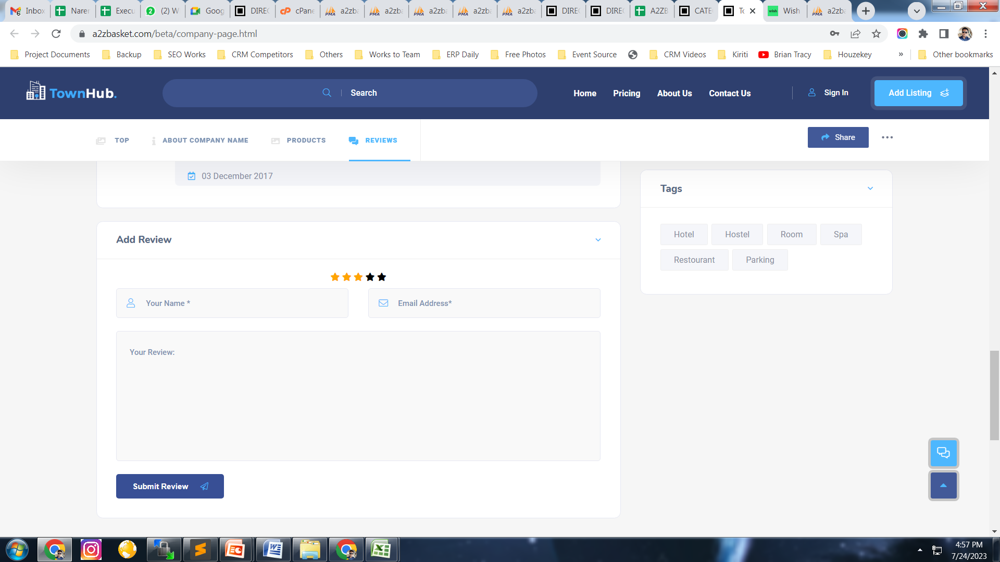 Inbox
Narer
Execu
(2) W
Goog
DIREC
cPane
a2zba
a2zba
a2zba
a2zba
a2zba
DIREC
DIREC
A2ZB
CATE
To
Wish
a2zba
a2zbasket.com/beta/company-page.html
Project Documents
Backup
SEO Works
CRM Competitors
Others
Works to Team
ERP Daily
Free Photos
Event Source
CRM Videos
Kiriti
Brian Tracy
Houzekey
»
Other bookmarks
TownHub.
Search
Home
Pricing
About Us
Contact Us
Sign In
Add Listing
TOP
ABOUT COMPANY NAME
PRODUCTS
REVIEWS
Share
03 December 2017
Tags
Hotel
Hostel
Room
Spa
Restourant
Parking
Add Review
Your Name *
Email Address*
Your Review:
Submit Review
4:57 PM
7/24/2023